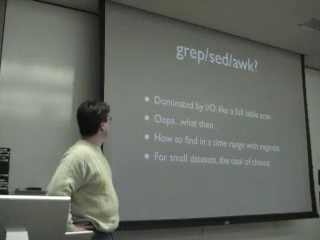 grep/sed/awk?
Dominated by I/O, like a full table scan
Oops.. what then...
How to find in a time range with regexps
For small datasets, the tool of choice.